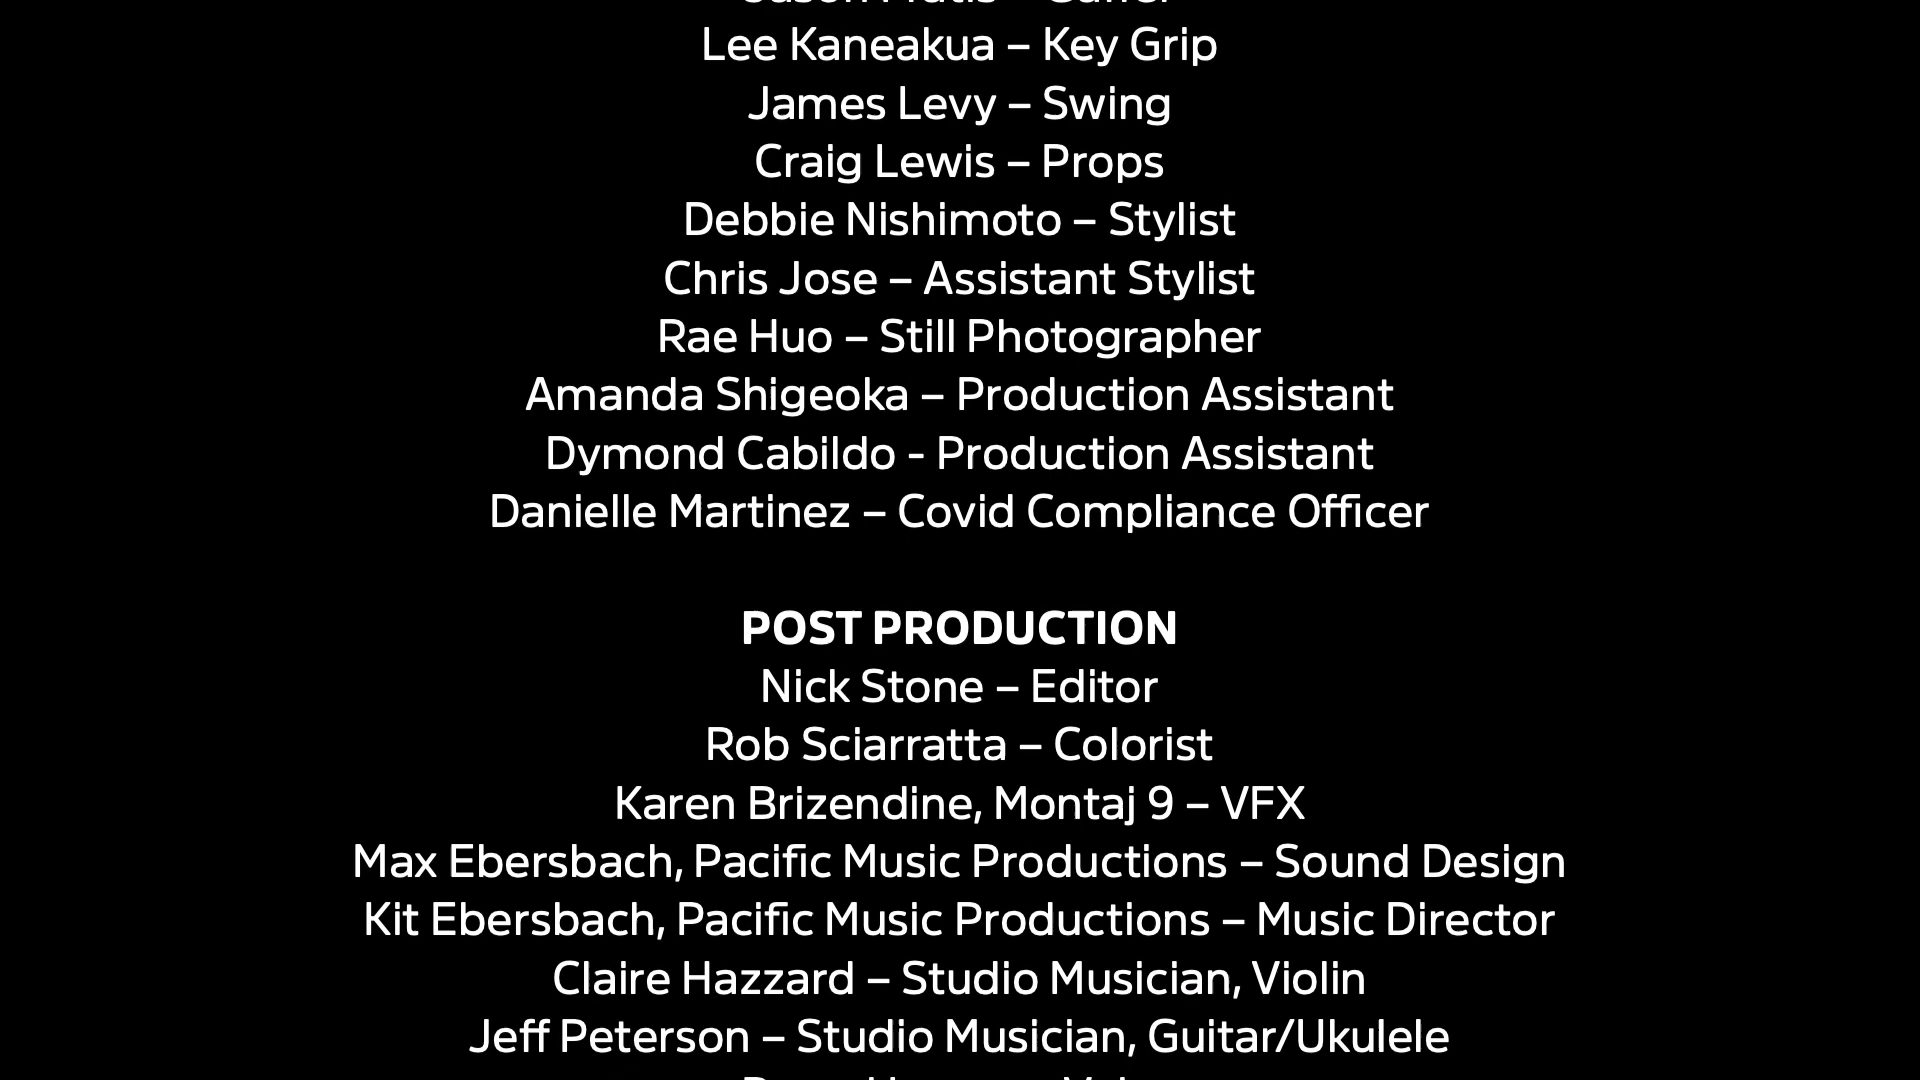 Lee Kaneakua – Key Grip
James Levy – Swing
Craig Lewis – Props
Debbie Nishimoto – Stylist
Chris Jose – Assistant Stylist
Rae Huo – Still Photographer
Amanda Shigeoka – Production Assistant
Dymond Cabildo - Production Assistant
Danielle Martinez – Covid Compliance Officer
POST PRODUCTION
Nick Stone – Editor
Rob Sciarratta – Colorist
Karen Brizendine, Montaj 9 – VFX
Max Ebersbach, Pacific Music Productions – Sound Design
Kit Ebersbach, Pacific Music Productions – Music Director
Claire Hazzard – Studio Musician, Violin
Jeff Peterson – Studio Musician, Guitar/Ukulele